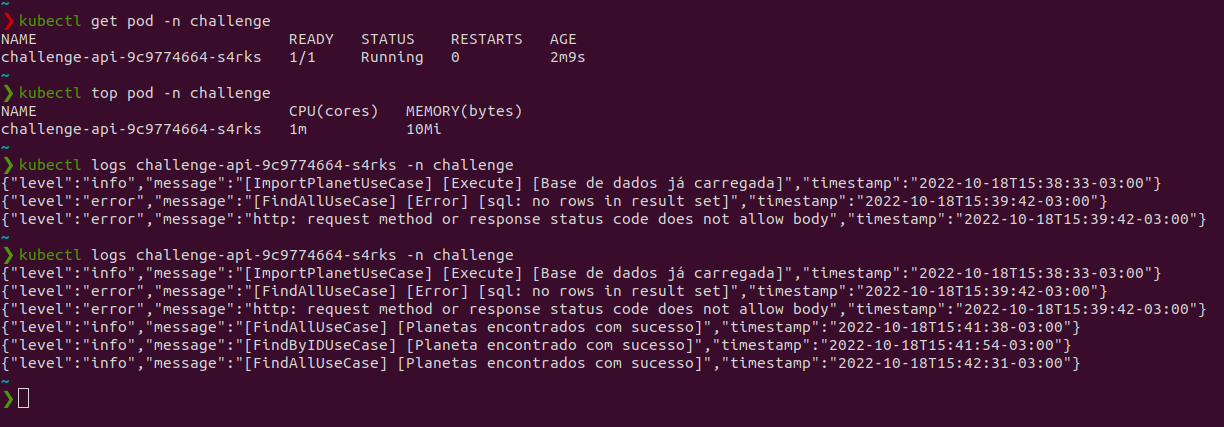 ~
❯ kubectl get pod -n challenge
NAME                            READY   STATUS    RESTARTS   AGE
challenge-api-9c9774664-s4rks   1/1     Running   0          2m9s
~
❯ kubectl top pod -n challenge
NAME                            CPU(cores)   MEMORY(bytes)
challenge-api-9c9774664-s4rks   1m           10Mi
~
❯ kubectl logs challenge-api-9c9774664-s4rks -n challenge
{"level":"info","message":"[ImportPlanetUseCase] [Execute] [Base de dados já carregada]","timestamp":"2022-10-18T15:38:33-03:00"}
{"level":"error","message":"[FindAllUseCase] [Error] [sql: no rows in result set]","timestamp":"2022-10-18T15:39:42-03:00"}
{"level":"error","message":"http: request method or response status code does not allow body","timestamp":"2022-10-18T15:39:42-03:00"}
~
❯ kubectl logs challenge-api-9c9774664-s4rks -n challenge
{"level":"info","message":"[ImportPlanetUseCase] [Execute] [Base de dados já carregada]","timestamp":"2022-10-18T15:38:33-03:00"}
{"level":"error","message":"[FindAllUseCase] [Error] [sql: no rows in result set]","timestamp":"2022-10-18T15:39:42-03:00"}
{"level":"error","message":"http: request method or response status code does not allow body","timestamp":"2022-10-18T15:39:42-03:00"}
{"level":"info","message":"[FindAllUseCase] [Planetas encontrados com sucesso]","timestamp":"2022-10-18T15:41:38-03:00"}
{"level":"info","message":"[FindByIDUseCase] [Planeta encontrado com sucesso]","timestamp":"2022-10-18T15:41:54-03:00"}
{"level":"info","message":"[FindAllUseCase] [Planetas encontrados com sucesso]","timestamp":"2022-10-18T15:42:31-03:00"}
~
❯